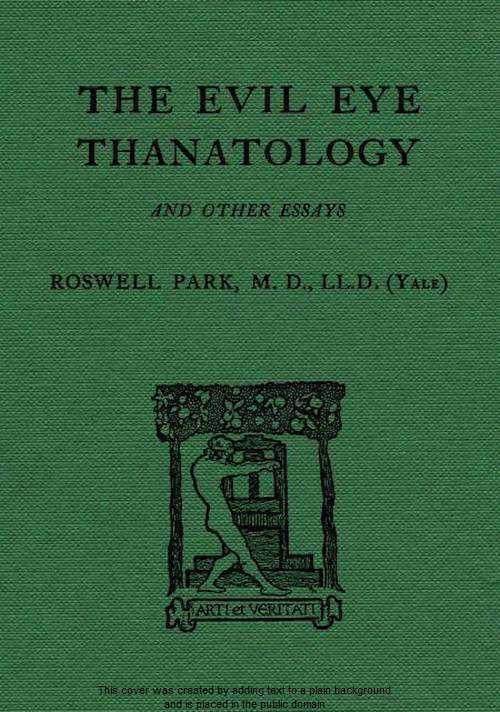 THE EVIL EYE
THANATOLOGY
AND OTHER ESSAYS
ROSWELL PARK, M. D., LL.D. (YALE)
ARTI et VERITATI
This cover was created by adding text to a plain background
and is placed in the public domain